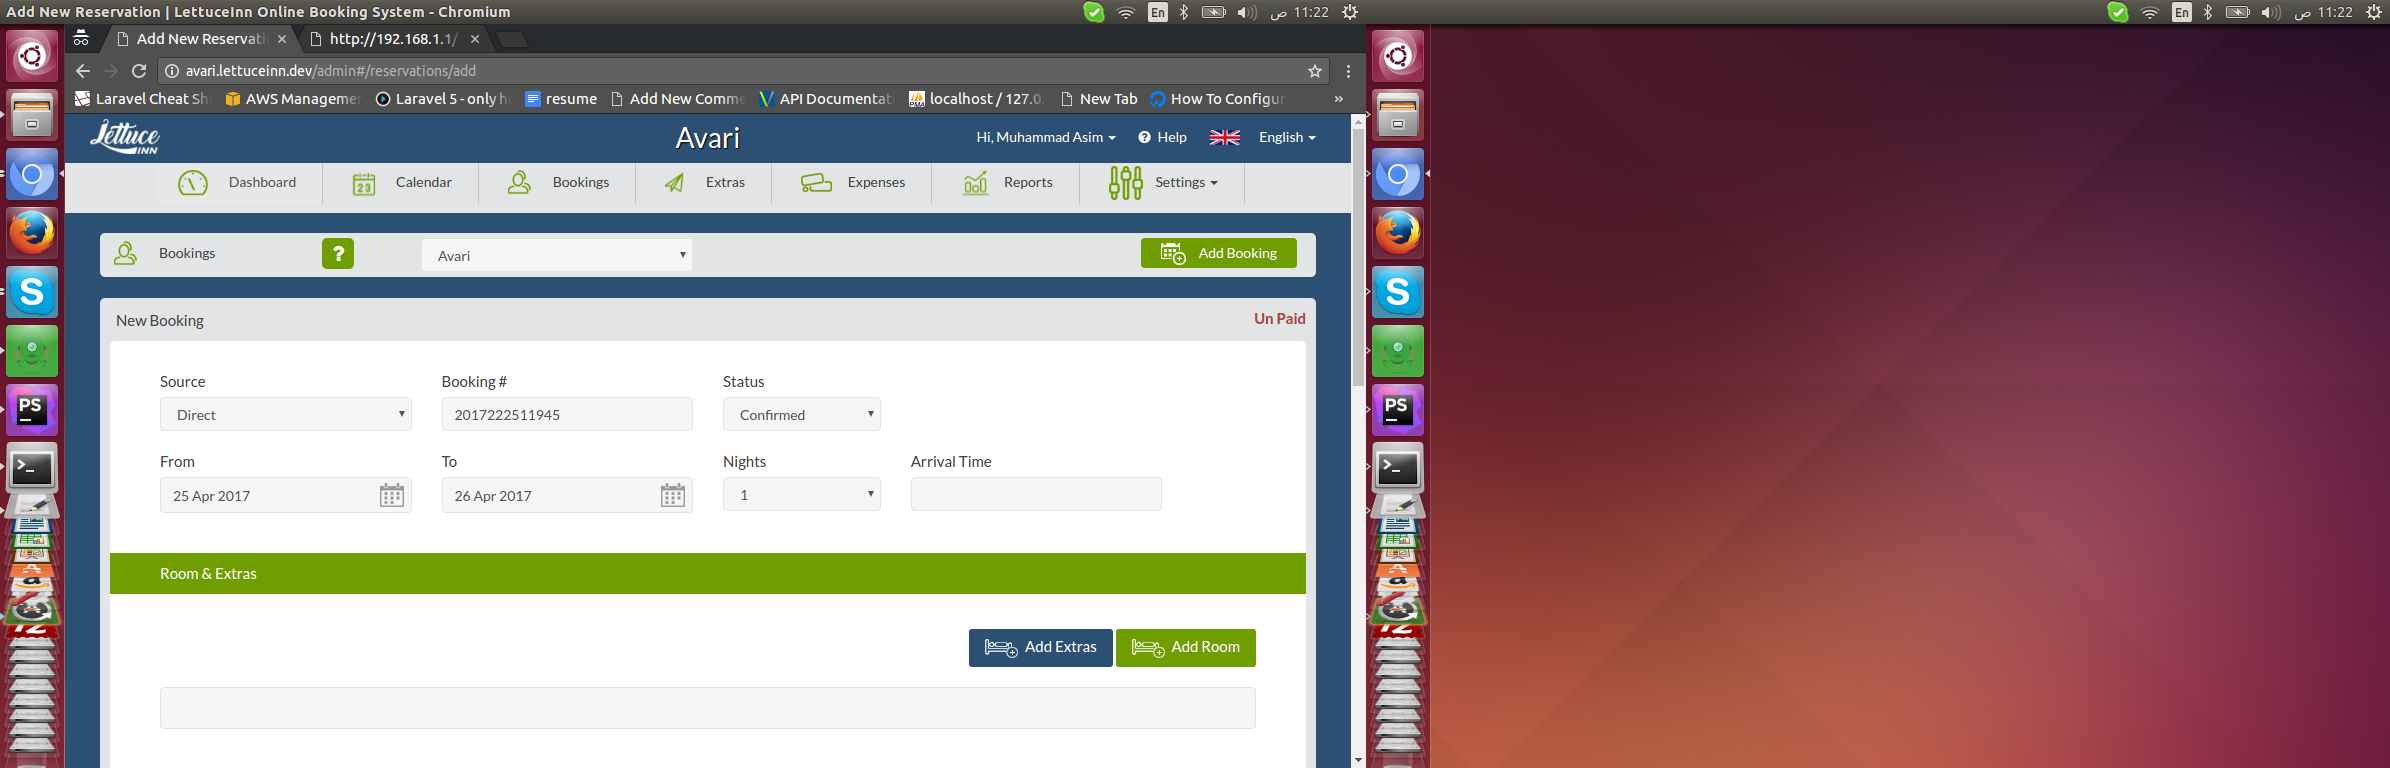 Add New Reservation | LettuceInn Online Booking System - Chromium
En
ص 11:22
En
ص 11:22
Add New Reservati
http://192.168.1.1/
avari.lettuceinn.dev/admin#/reservations/add
Laravel Cheat Sh
AWS Managemer
Laravel 5 - only h
resume
Add New Comme
API Documentati
localhost / 127.0.
New Tab
How To Configur
»
Lettuce INN
Avari
Hi, Muhammad Asim
Help
English
Dashboard
23
Calendar
Bookings
Extras
Expenses
Reports
Settings
Bookings
?
Avari
Add Booking
New Booking
Un Paid
Source
Booking #
Status
Direct
2017222511945
Confirmed
From
To
Nights
Arrival Time
25 Apr 2017
26 Apr 2017
1
Room & Extras
Add Extras
Add Room
S
PS
>_
a
S
PS
>_
a